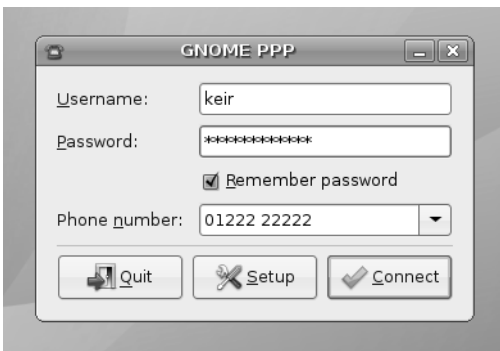 GNOME PPP
Username: keir
Password: ************
Remember password
Phone number: 01222 22222
Quit Setup Connect